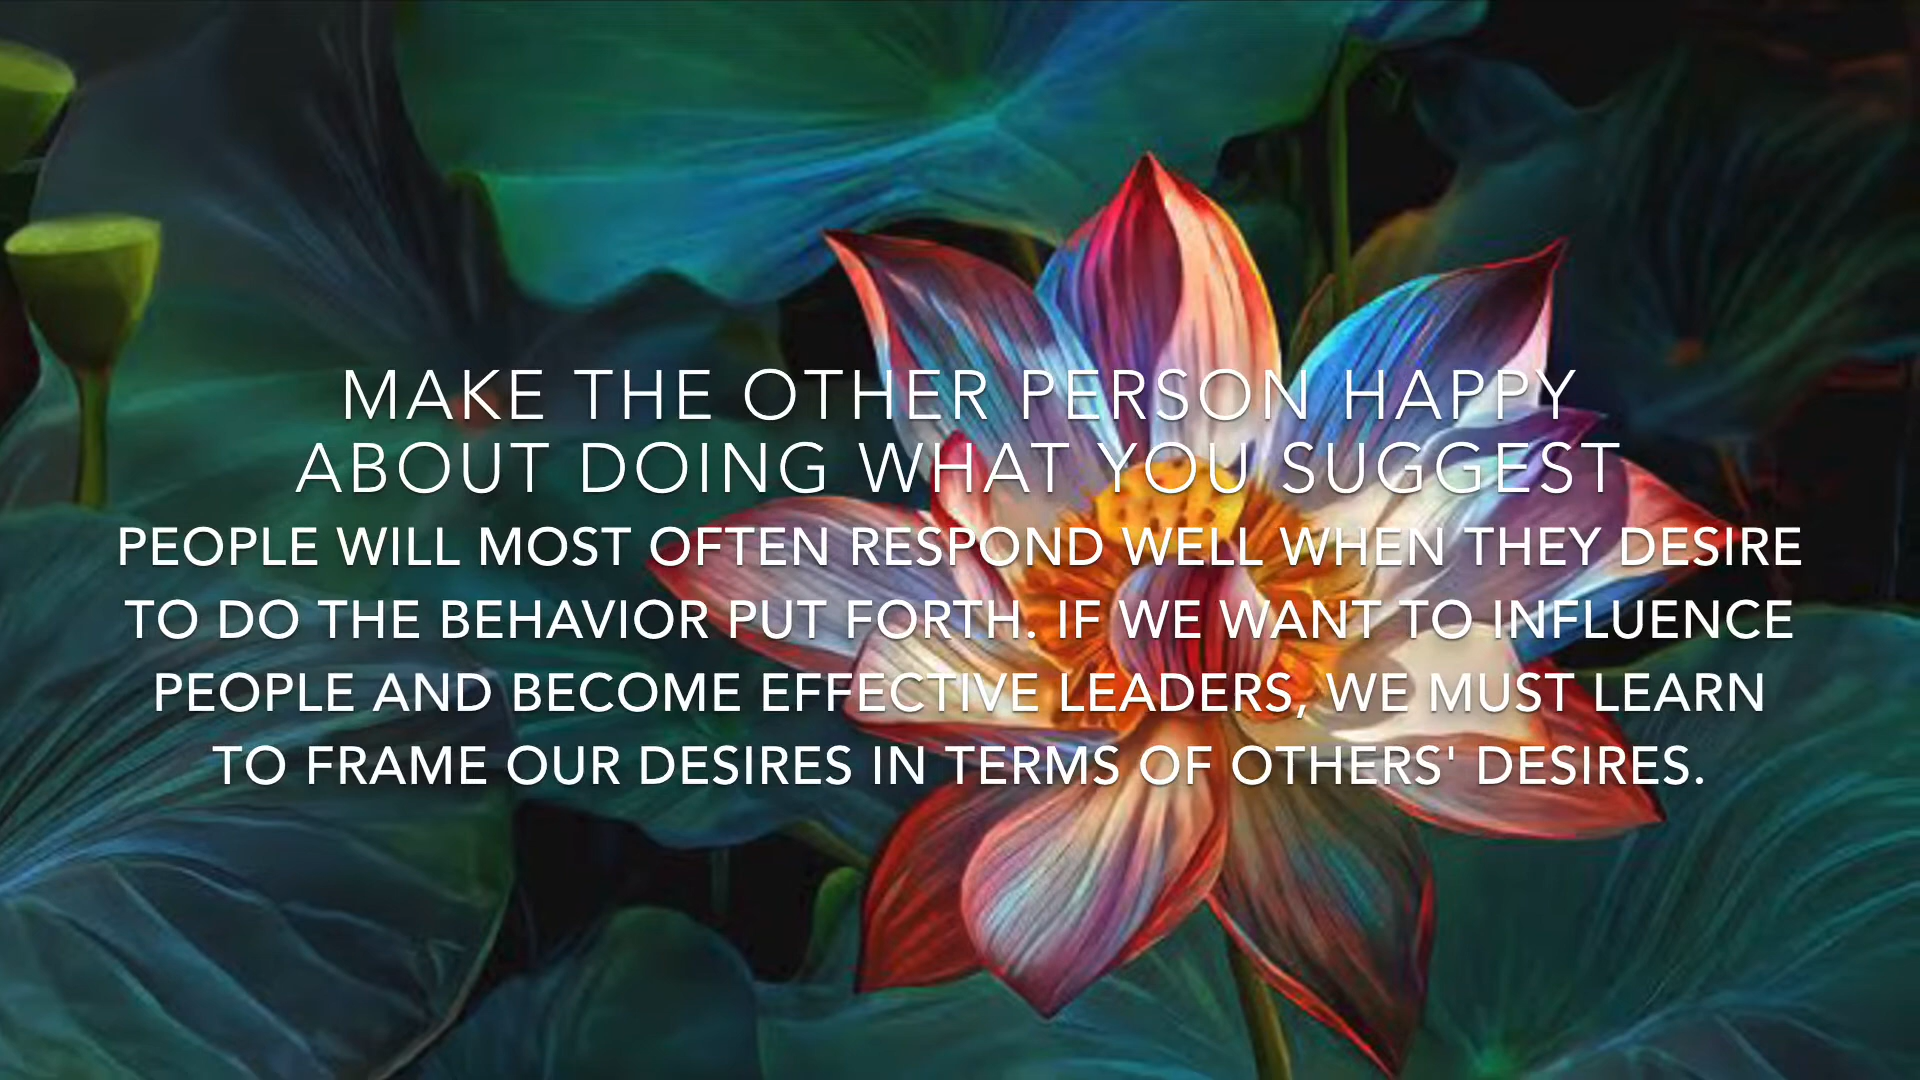 MAKE THE OTHER PERSON HAPPY
ABOUT DOING WHAT YOU SUGGEST
PEOPLE WILL MOST OFTEN RESPOND WELL WHEN THEY DESIRE
TO DO THE BEHAVIOR PUT FORTH. IF WE WANT TO INFLUENCE
PEOPLE AND BECOME EFFECTIVE LEADERS, WE MUST LEARN
TO FRAME OUR DESIRES IN TERMS OF OTHERS' DESIRES.